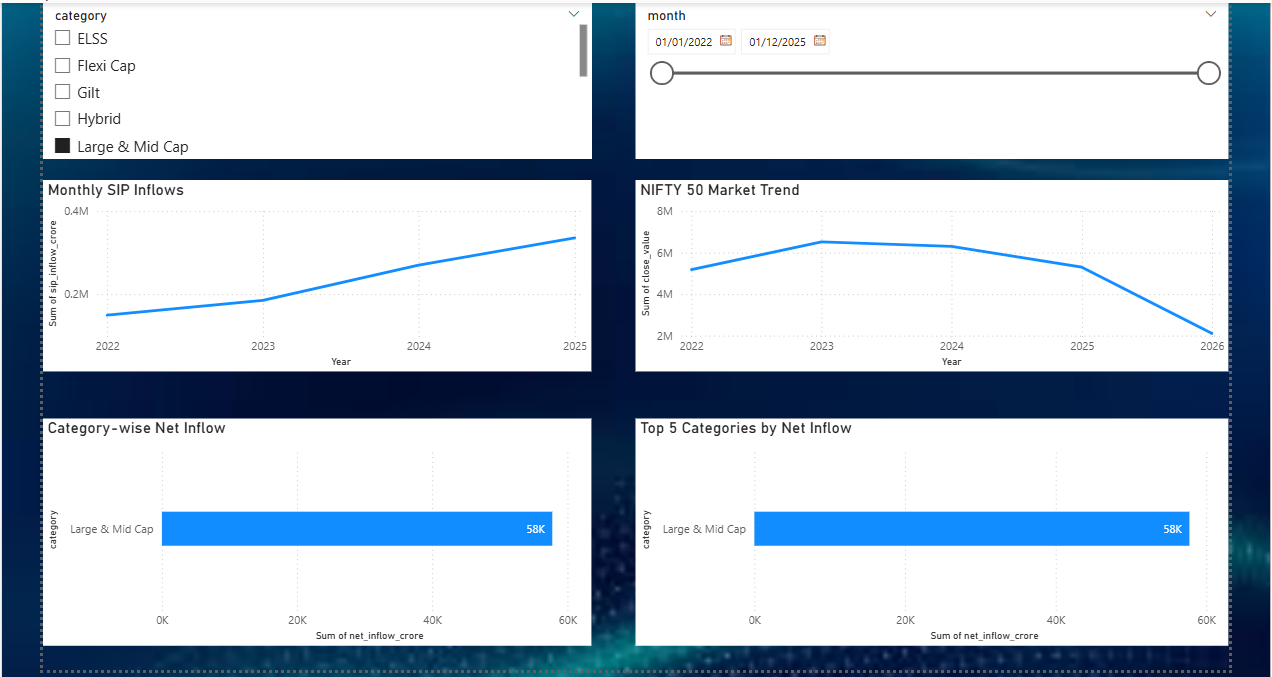 category
ELSS
Flexi Cap
Gilt
Hybrid
Large & Mid Cap
month
01/01/2022 01/12/2025
Monthly SIP Inflows
Sum of sip_inflow_crore
0.4M
0.2M
2022 2023 2024 2025
Year
NIFTY 50 Market Trend
Sum of close_value
8M
6M
4M
2M
2022 2023 2024 2025 2026
Year
Category-wise Net Inflow
category
Large & Mid Cap 58K
0K 20K 40K 60K
Sum of net_inflow_crore
Top 5 Categories by Net Inflow
category
Large & Mid Cap 58K
0K 20K 40K 60K
Sum of net_inflow_crore